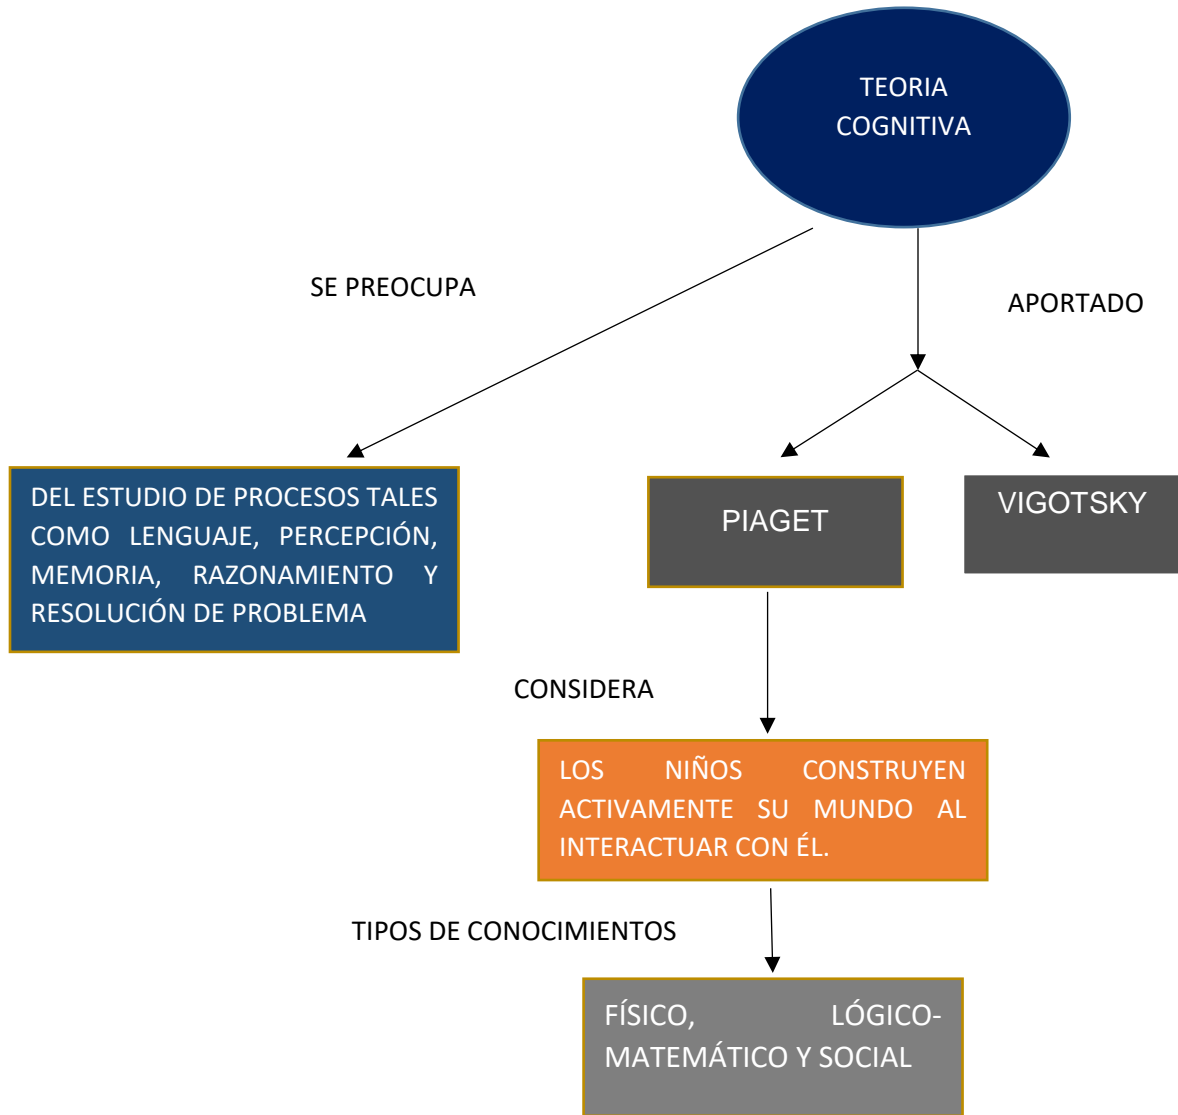 TEORIA
COGNITIVA
SE PREOCUPA
APORTADO
DEL ESTUDIO DE PROCESOS TALES
COMO LENGUAJE, PERCEPCIÓN,
MEMORIA, RAZONAMIENTO Y
RESOLUCIÓN DE PROBLEMA
PIAGET
VIGOTSKY
CONSIDERA
LOS NIÑOS CONSTRUYEN
ACTIVAMENTE SU MUNDO AL
INTERACTUAR CON ÉL.
TIPOS DE CONOCIMIENTOS
FÍSICO, LÓGICO-
MATEMÁTICO Y SOCIAL